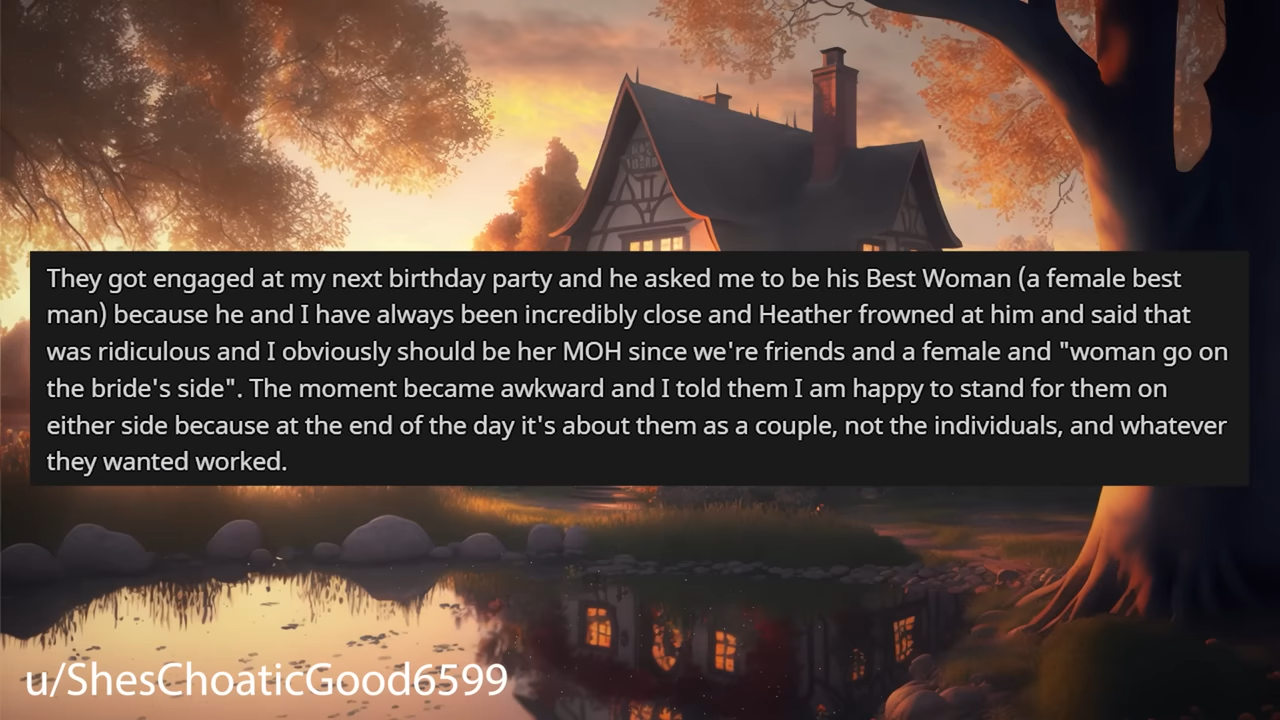 They got engaged at my next birthday party and he asked me to be his Best Woman (a female best
man) because he and I have always been incredibly close and Heather frowned at him and said that
was ridiculous and I obviously should be her MOH since we're friends and a female and "woman go on
the bride's side". The moment became awkward and I told them I am happy to stand for them on
either side because at the end of the day it's about them as a couple, not the individuals, and whatever
they wanted worked.
u/ShesChoaticGood6599